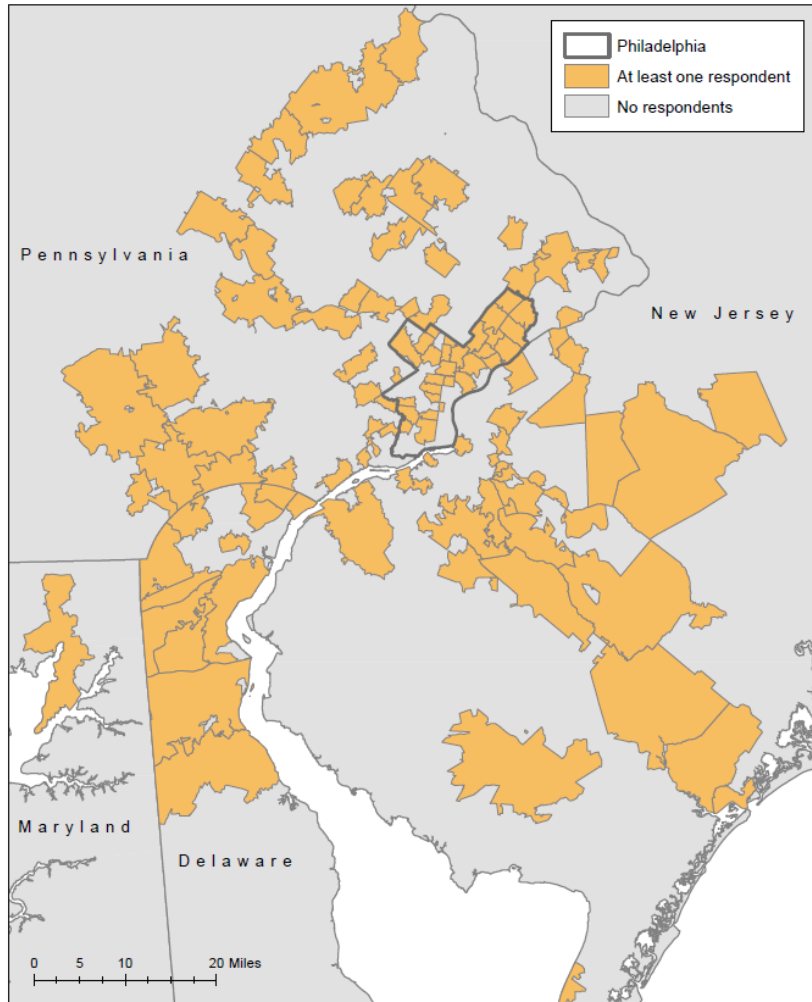 Philadelphia
At least one respondent
No respondents
Pennsylvania
New Jersey
Maryland
Delaware
0 5 10 20 Miles